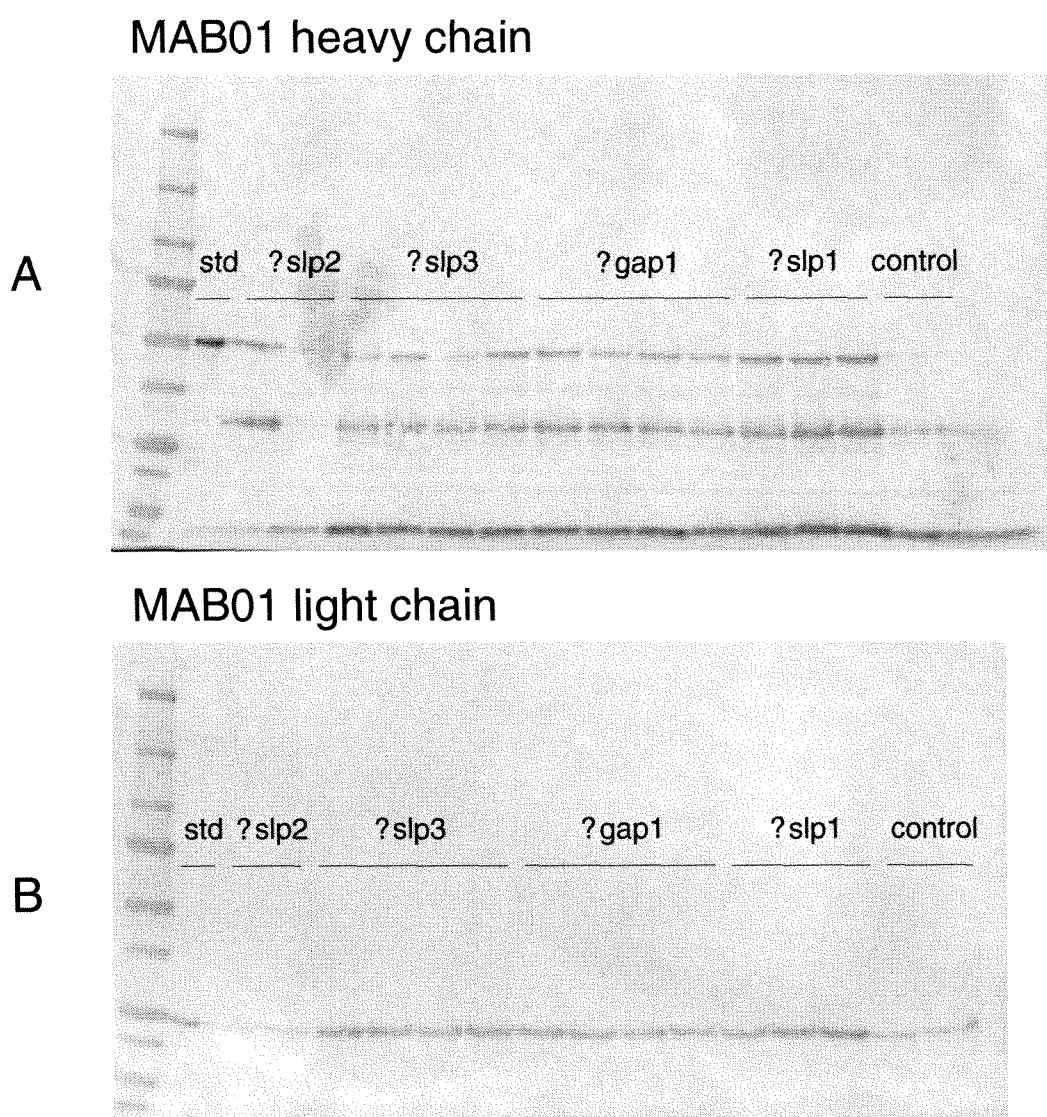 MAB01 heavy chain
A
std ?slp2 ?slp3 ?gap1 ?slp1 control
MAB01 light chain
std ?slp2 ?slp3 ?gap1 ?slp1 control
B